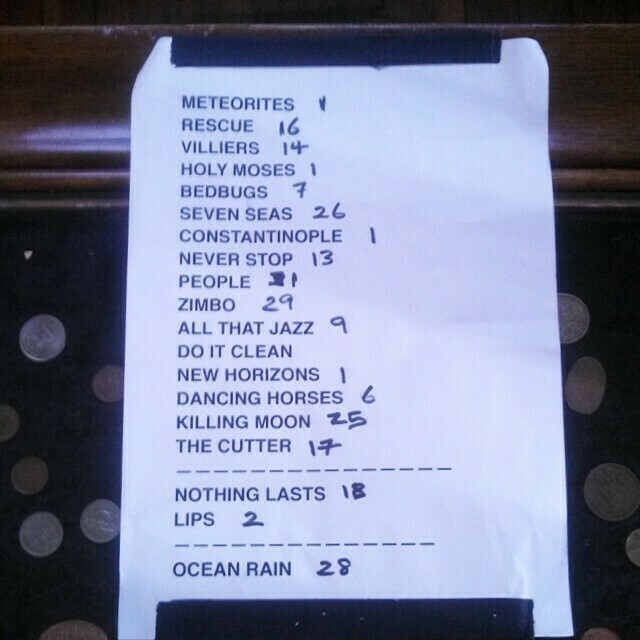 METEORITES 1
RESCUE 16
VILLIERS 14
HOLY MOSES 1
BEDBUGS 7
SEVEN SEAS 26
CONSTANTINOPLE 1
NEVER STOP 13
PEOPLE 1
ZIMBO 29
ALL THAT JAZZ 9
DO IT CLEAN
NEW HORIZONS 1
DANCING HORSES 6
KILLING MOON 25
THE CUTTER 17
NOTHING LASTS 18
LIPS 2
OCEAN RAIN 28